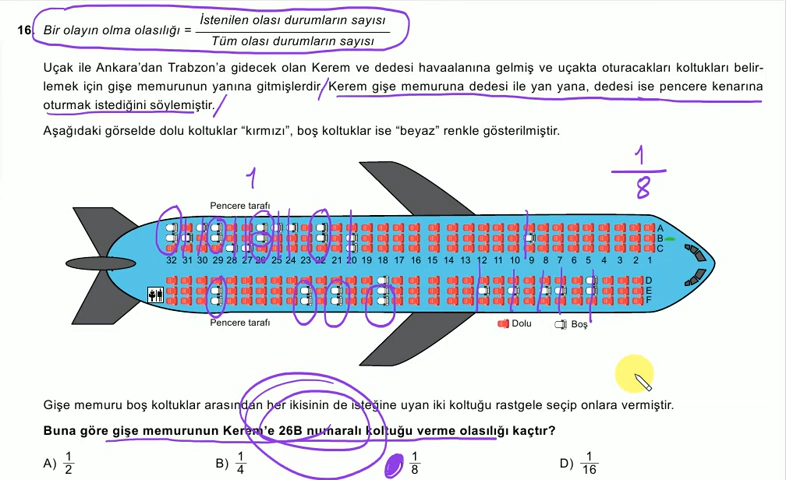 16. Bir olayın olma olasılığı = İstenilen olası durumların sayısı
Tüm olası durumların sayısı
Uçak ile Ankara'dan Trabzon'a gidecek olan Kerem ve dedesi havaalanına gelmiş ve uçakta oturacakları koltukları belir-
lemek için gişe memurunun yanına gitmişlerdir. Kerem gişe memuruna dedesi ile yan yana, dedesi ise pencere kenarına
oturmak istediğini söylemiştir.
Aşağıdaki görselde dolu koltuklar "kırmızı", boş koltuklar ise "beyaz" renkle gösterilmiştir.
1
1
8
Pencere tarafı
A
B
C
32 31 30 29 28 27 26 25 24 23 22 21 20 19 18 17 16 15 14 13 12 11 10 9 8 7 6 5 4 3 2 1
D
E
F
Pencere tarafı
Dolu Boş
Gişe memuru boş koltuklar arasından her ikisinin de isteğine uyan iki koltuğu rastgele seçip onlara vermiştir.
Buna göre gişe memurunun Kerem'e 26B numaralı koltuğu verme olasılığı kaçtır?
A) 1/2 B) 1/4 1/8 D) 1/16